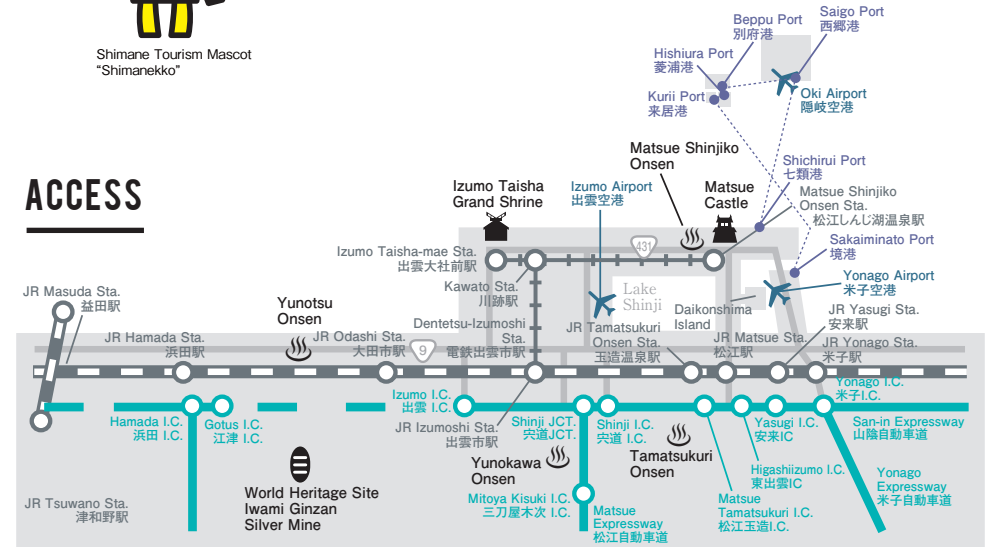 Shimane Tourism Mascot
“Shimanekko”
ACCESS
Beppu Port
別府港
Saigo Port
西郷港
Hishiura Port
菱浦港
Kurii Port
来居港
Oki Airport
隠岐空港
Matsue Shinjiko
Onsen
Shichirui Port
七類港
Izumo Taisha
Grand Shrine
Izumo Airport
出雲空港
Matsue
Castle
Matsue Shinjiko
Onsen Sta.
松江しんじ湖温泉駅
Sakaiminato Port
境港
Izumo Taisha-mae Sta.
出雲大社前駅
431
Yonago Airport
米子空港
Kawato Sta.
川跡駅
Lake
Shinji
Daikonshima
Island
JR Masuda Sta.
益田駅
Yunotsu
Onsen
JR Hamada Sta.
浜田駅
JR Odashi Sta.
大田市駅
9
Dentetsu-Izumoshi
Sta.
電鉄出雲市駅
JR Tamatsukuri
Onsen Sta.
玉造温泉駅
JR Matsue Sta.
松江駅
JR Yasugi Sta.
安来駅
JR Yonago Sta.
米子駅
Izumo I.C.
出雲 I.C.
Yonago I.C.
米子I.C.
Hamada I.C.
浜田 I.C.
Gotus I.C.
江津 I.C.
JR Izumoshi Sta.
出雲市駅
Shinji JCT.
宍道JCT.
Shinji I.C.
宍道 I.C.
Yasugi I.C.
安来IC
San-in Expressway
山陰自動車道
Yunokawa
Onsen
Tamatsukuri
Onsen
Higashiizumo I.C.
東出雲IC
Yonago
Expressway
米子自動車道
World Heritage Site
Iwami Ginzan
Silver Mine
Mitoya Kisuki I.C.
三刀屋木次 I.C.
Matsue
Expressway
松江自動車道
Matsue
Tamatsukuri I.C.
松江玉造I.C.
JR Tsuwano Sta.
津和野駅